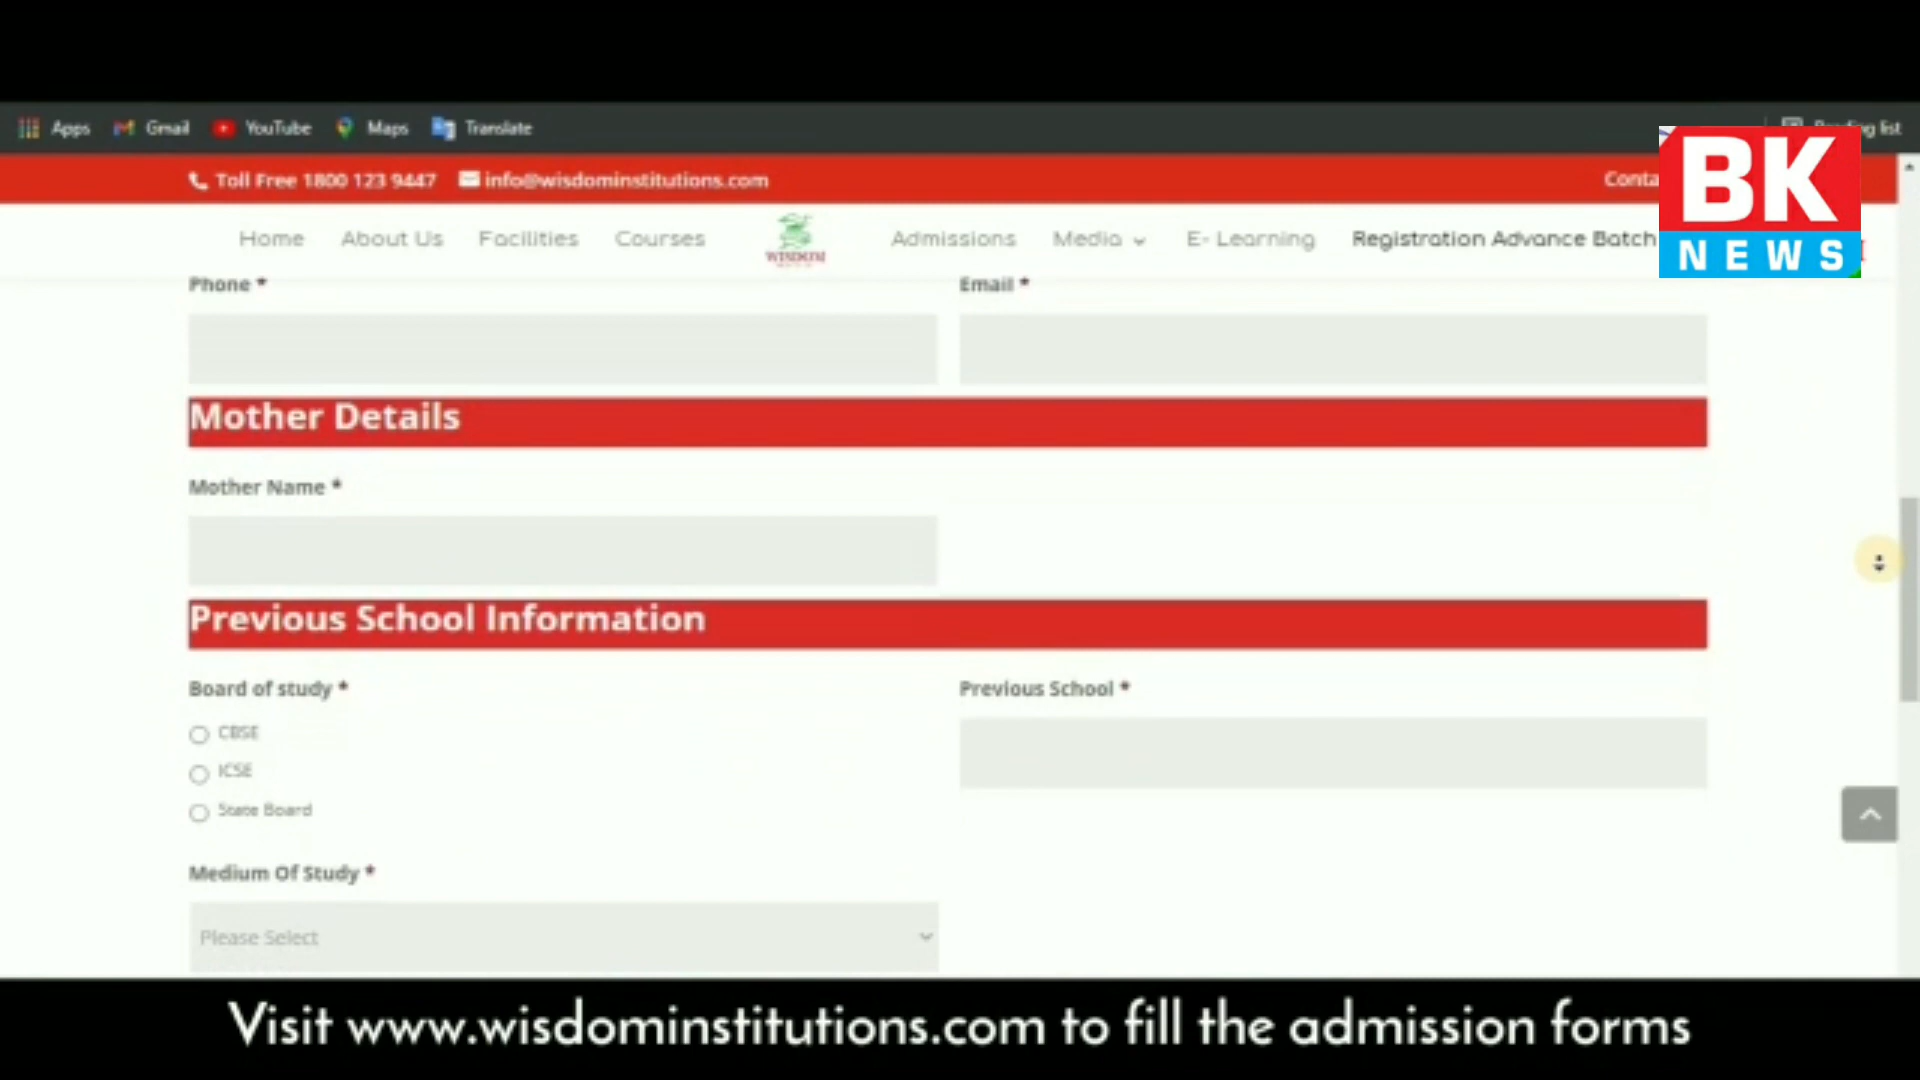 Apps Gmail YouTube Maps Translate
Toll Free 1800 123 9447 info@wisdominstitutions.com
BK
NEWS
Home About Us Facilities Courses WISDOM Admissions Media E- Learning Registration Advance Batch
Phone * Email *
Mother Details
Mother Name *
Previous School Information
Board of study * Previous School *
CBSE
ICSE
State Board
Medium Of Study *
Please Select
Visit www.wisdominstitutions.com to fill the admission forms